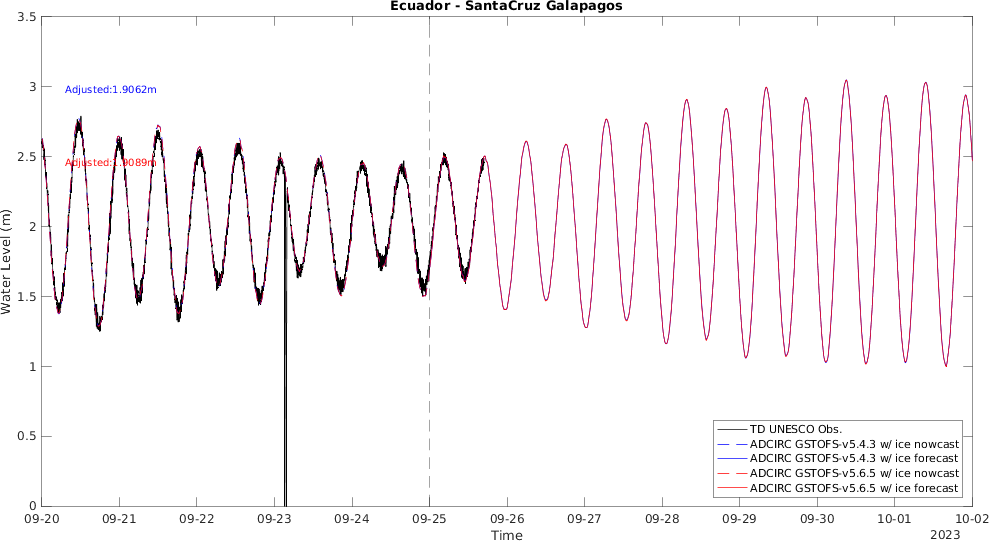 Ecuador - SantaCruz Galapagos
3.5
3
2.5
2
1.5
1
0.5
0
Water Level (m)
Adjusted:1.9062m
Adjusted:1.9089m
TD UNESCO Obs.
ADCIRC GSTOFS-v5.4.3 w/ ice nowcast
ADCIRC GSTOFS-v5.4.3 w/ ice forecast
ADCIRC GSTOFS-v5.6.5 w/ ice nowcast
ADCIRC GSTOFS-v5.6.5 w/ ice forecast
09-20 09-21 09-22 09-23 09-24 09-25 09-26 09-27 09-28 09-29 09-30 10-01 10-02
Time
2023